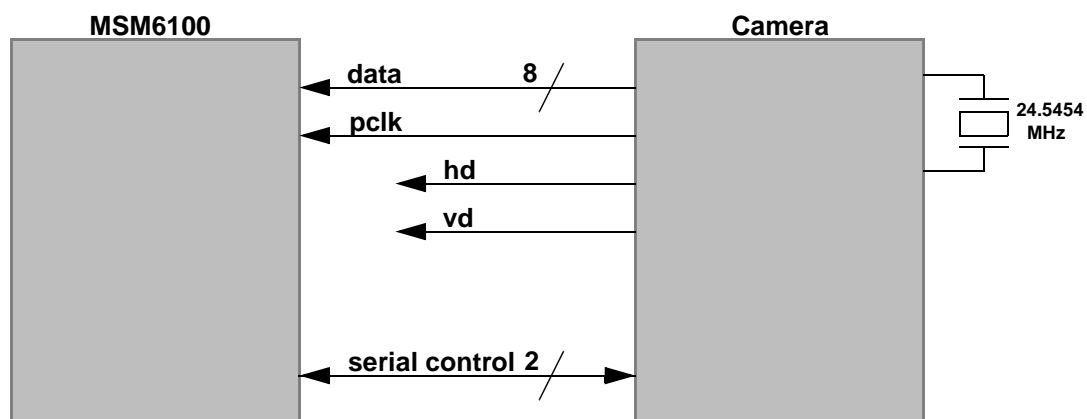 MSM6100
Camera
data 8
pclk
hd
vd
serial control 2
24.5454
MHz